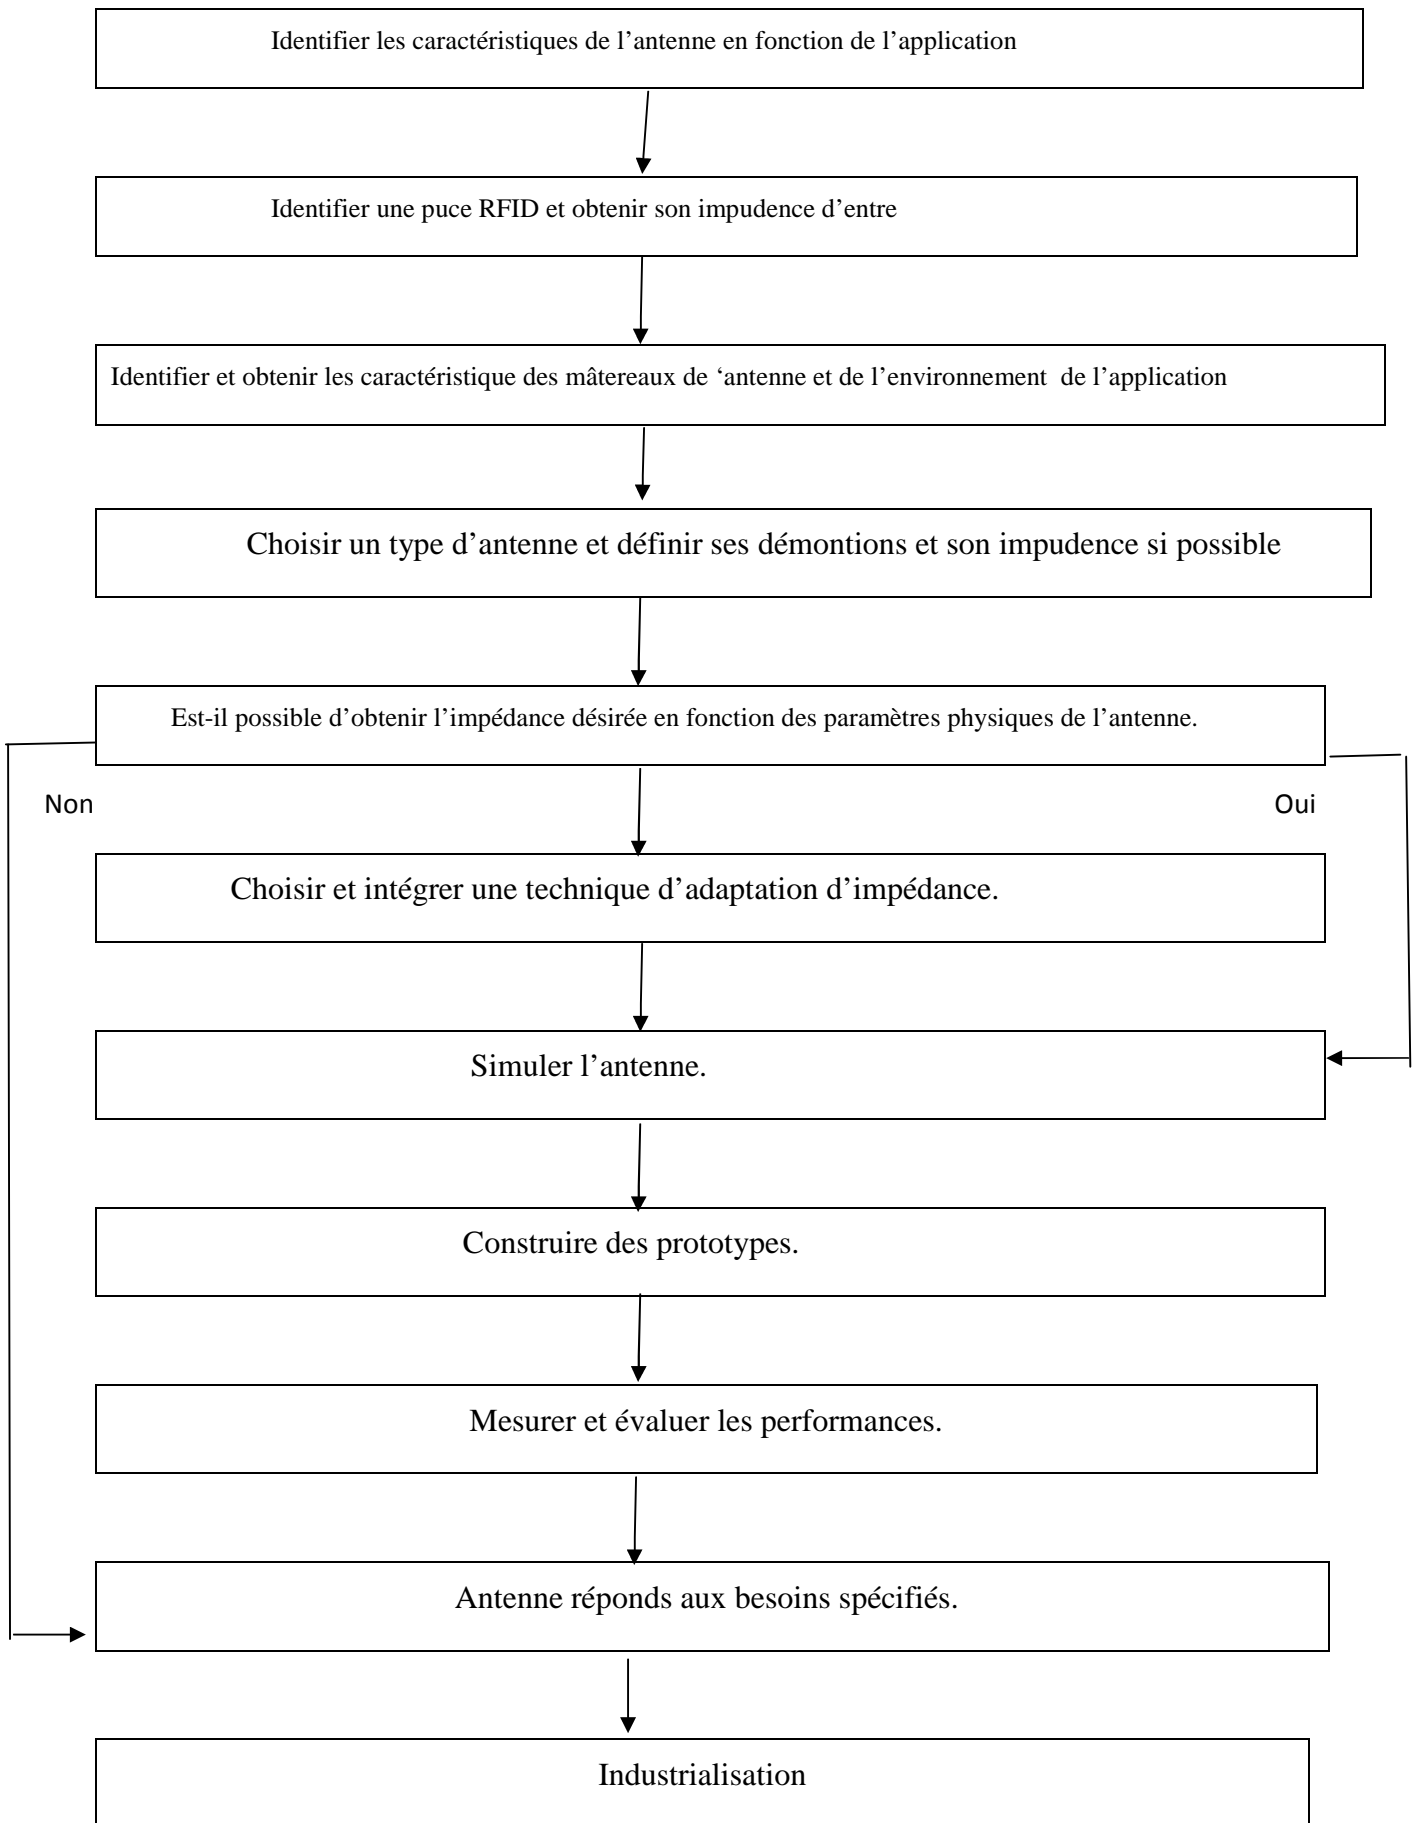 Identifier les caractéristiques de l’antenne en fonction de l’application
Identifier une puce RFID et obtenir son impudence d’entre
Identifier et obtenir les caractéristique des mâtereaux de ‘antenne et de l’environnement de l’application
Choisir un type d’antenne et définir ses démontions et son impudence si possible
Est-il possible d’obtenir l’impédance désirée en fonction des paramètres physiques de l’antenne.
Non
Oui
Choisir et intégrer une technique d’adaptation d’impédance.
Simuler l’antenne.
Construire des prototypes.
Mesurer et évaluer les performances.
Antenne réponds aux besoins spécifiés.
Industrialisation